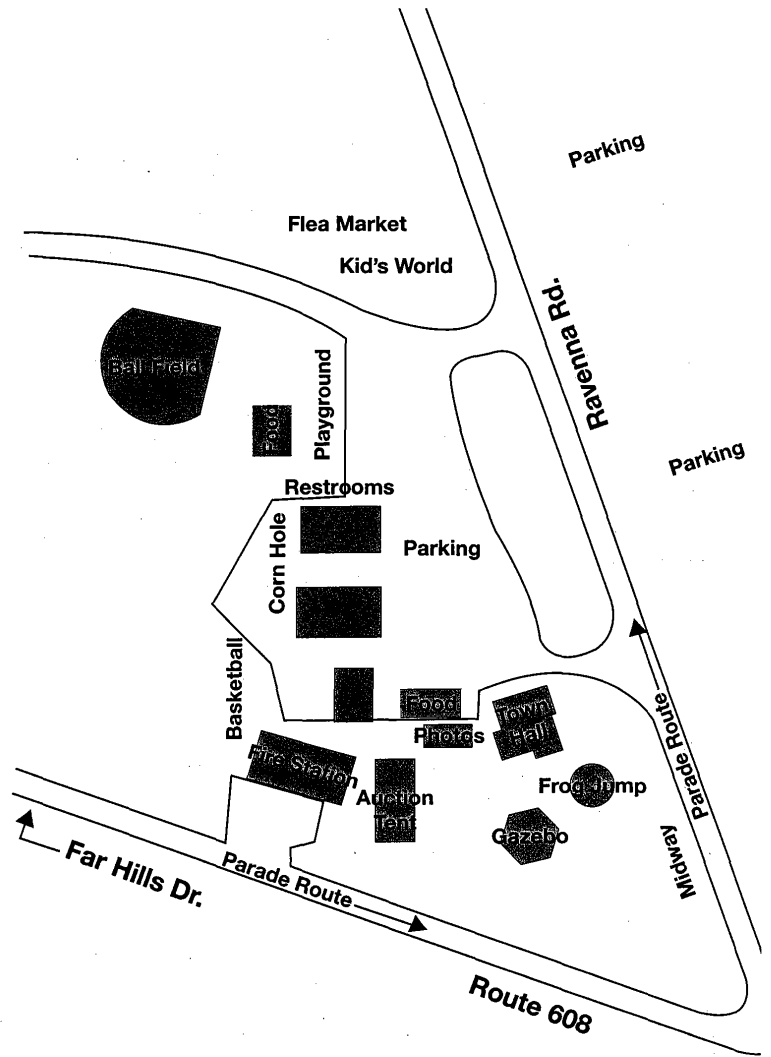 Parking
Flea Market
Kid's World
Ravenna Rd.
Ball Field
Food
Playground
Parking
Restrooms
Corn Hole
Parking
Basketball
Food
Photos
Town
Hall
Parade Route
Fire Station
Auction
Tent
Frog Jump
Gazebo
Midway
Far Hills Dr.
Parade Route
Route 608